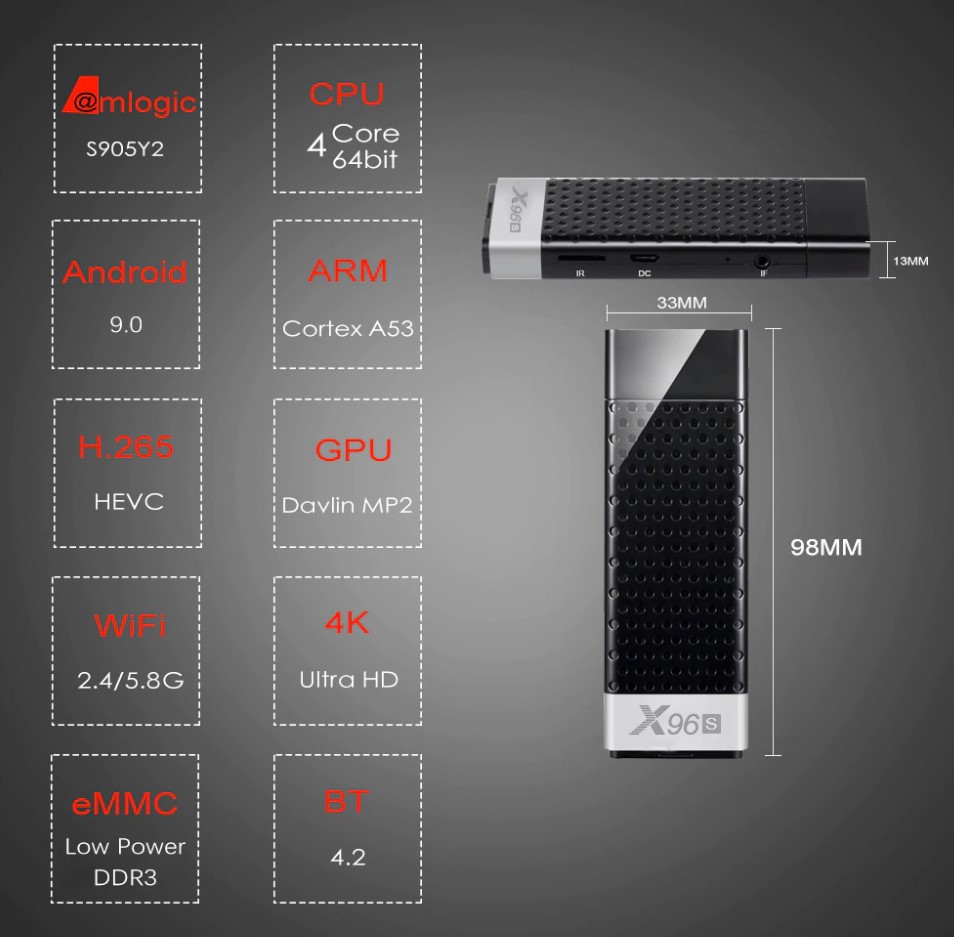 @mlogic
S905Y2
CPU
4 Core
64bit
Android
9.0
ARM
Cortex A53
H.265
HEVC
GPU
Davlin MP2
WiFi
2.4/5.8G
4K
Ultra HD
eMMC
Low Power
DDR3
BT
4.2
X96S
IR
DC
IF
13MM
33MM
98MM
X96S